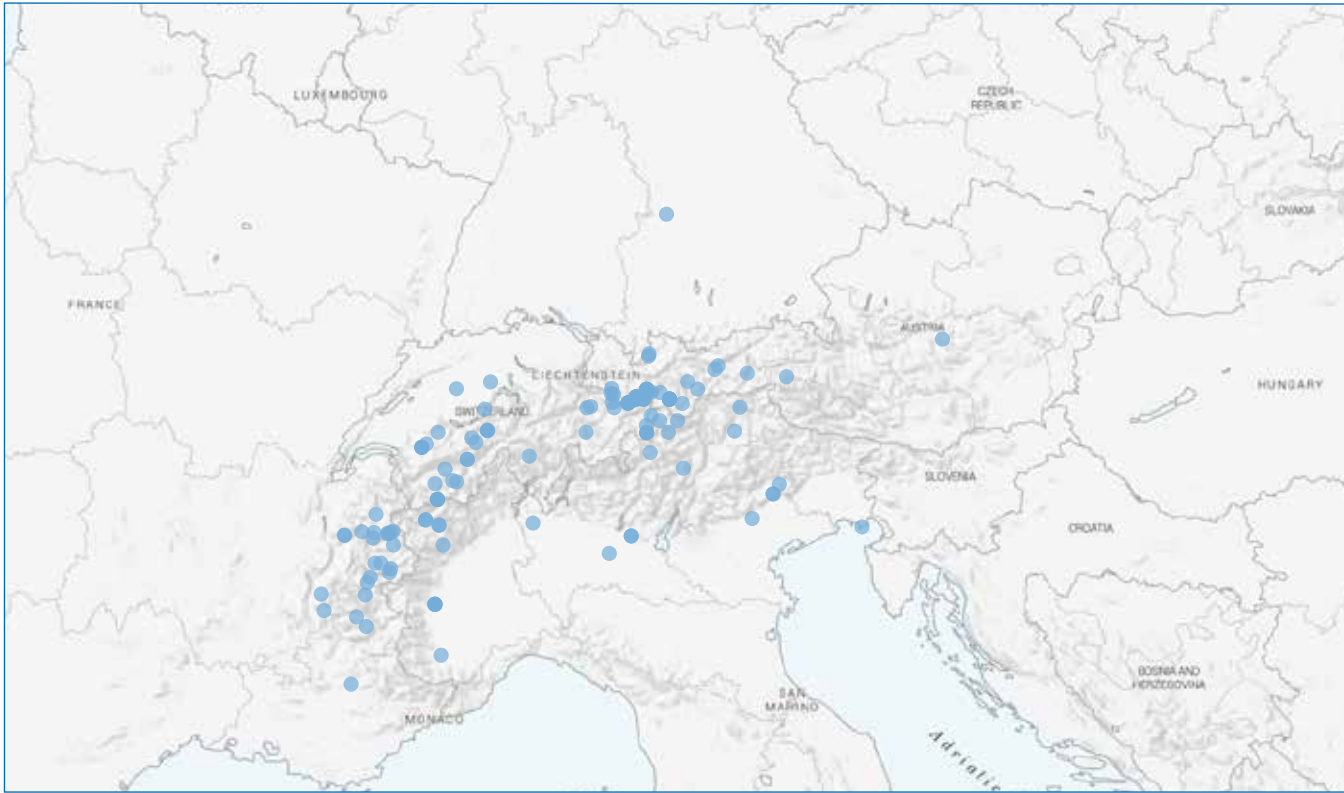 LUXEMBOURG
CZECH
REPUBLIC
SLOVAKIA
FRANCE
AUSTRIA
LIECHTENSTEIN
HUNGARY
SWITZERLAND
SLOVENIA
CROATIA
BOSNIA AND
HERZEGOVINA
SAN
MARINO
MONACO
Adriatic